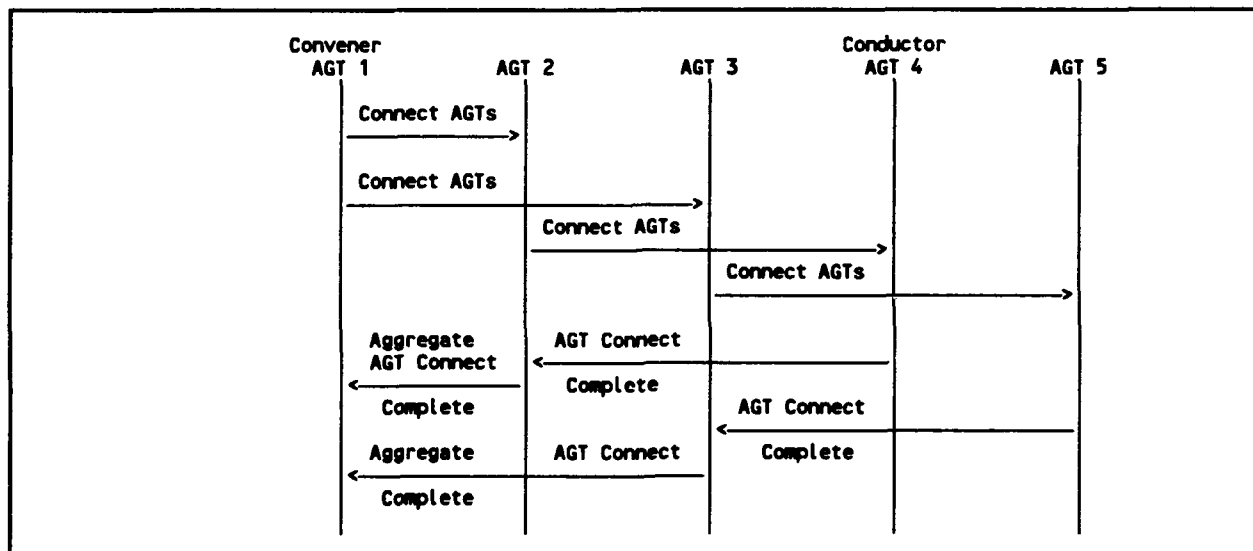 Convener Conductor
AGT 1 AGT 2 AGT 3 AGT 4 AGT 5
Connect AGTs
Connect AGTs
Connect AGTs
Connect AGTs
Aggregate AGT Connect
AGT Connect
Complete
Complete
AGT Connect
Aggregate AGT Connect Complete
Complete